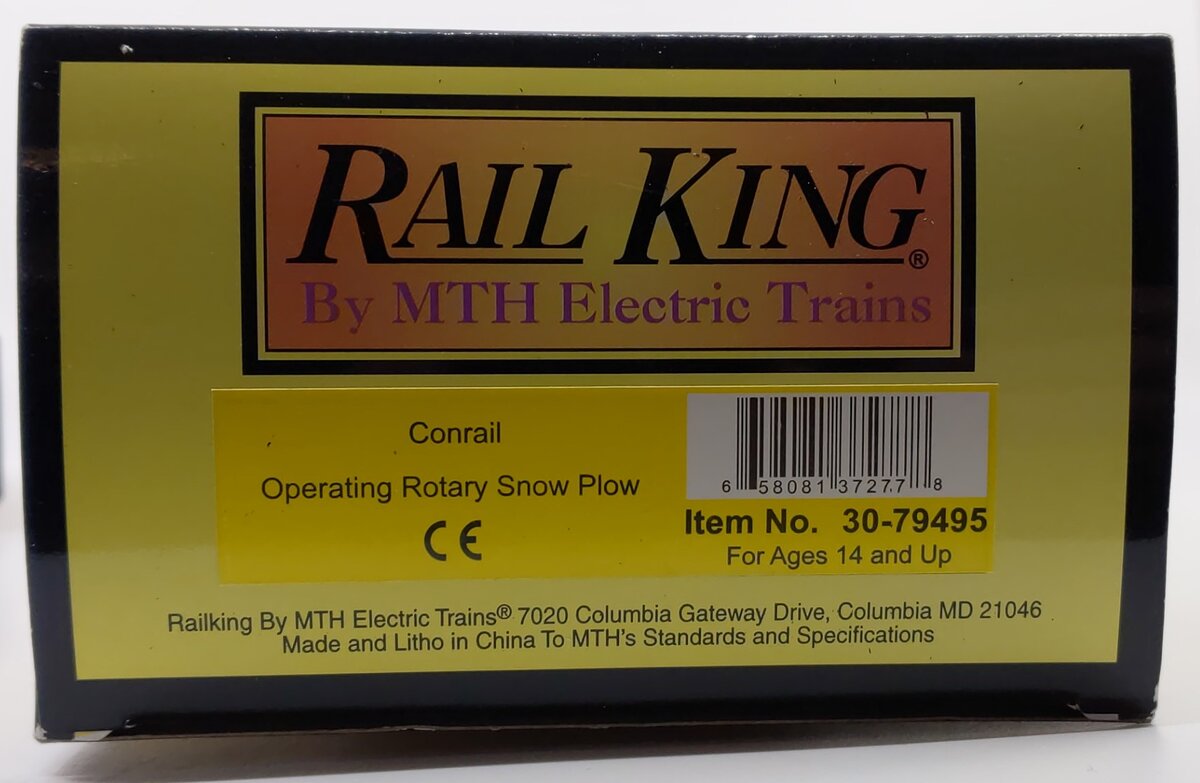 RAIL KING®
By MTH Electric Trains
Conrail
Operating Rotary Snow Plow
CE
6 58081 37277 8
Item No. 30-79495
For Ages 14 and Up
Railking By MTH Electric Trains® 7020 Columbia Gateway Drive, Columbia MD 21046
Made and Litho in China To MTH's Standards and Specifications